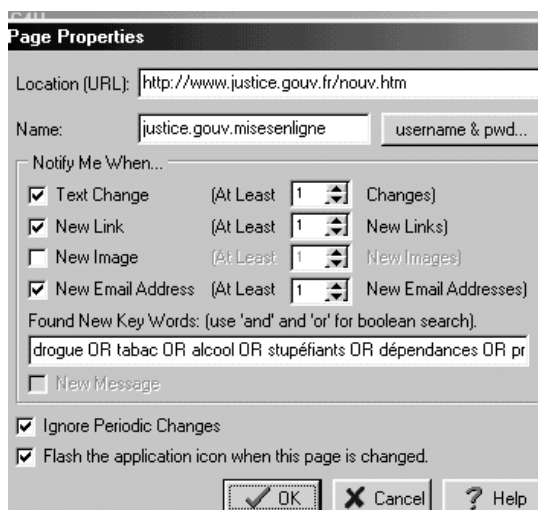 Page Properties
Location (URL): http://www.justice.gouv.fr/nouv.htm
Name: justice.gouv.misesenligne username & pwd...
Notify Me When...
Text Change (At Least 1 Changes)
New Link (At Least 1 New Links)
New Image (At Least 1 New Images)
New Email Address (At Least 1 New Email Addresses)
Found New Key Words: (use 'and' and 'or' for boolean search).
drogue OR tabac OR alcool OR stupéfiants OR dépendances OR pr
New Message
Ignore Periodic Changes
Flash the application icon when this page is changed.
OK Cancel Help